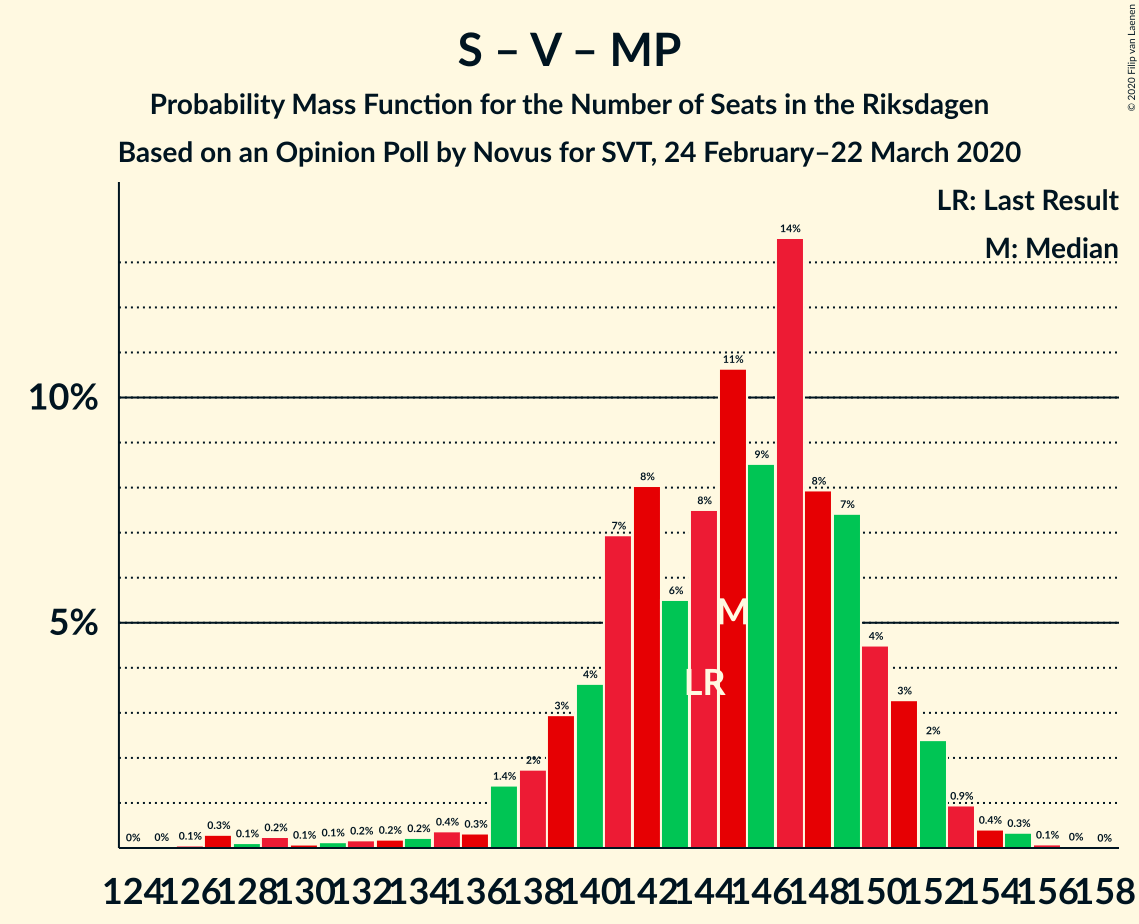 S – V – MP
Probability Mass Function for the Number of Seats in the Riksdagen
Based on an Opinion Poll by Novus for SVT, 24 February–22 March 2020
© 2020 Filip van Laenen
LR: Last Result
M: Median
10%
5%
0% 0% 0.1% 0.3% 0.1% 0.2% 0.1% 0.1% 0.2% 0.2% 0.2% 0.4% 0.3% 1.4% 2% 3% 4% 7% 8% 6% 8% 11% 9% 14% 8% 7% 4% 3% 2% 0.9% 0.4% 0.3% 0.1% 0% 0%
M
LR
124 126 128 130 132 134 136 138 140 142 144 146 148 150 152 154 156 158